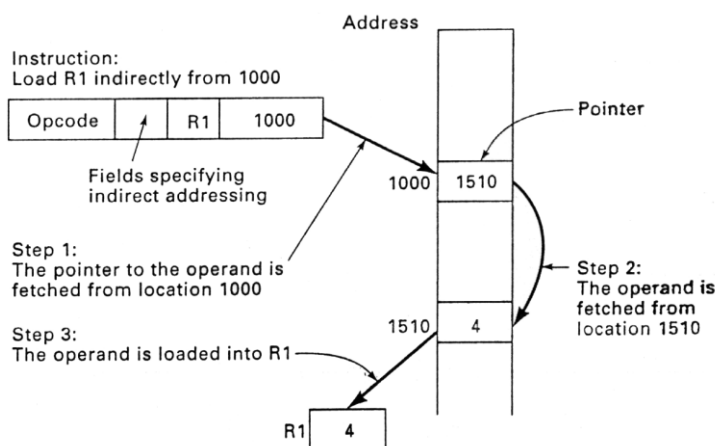 Address
Instruction:
Load R1 indirectly from 1000
Opcode R1 1000
Pointer
Fields specifying
indirect addressing
1000 1510
Step 1:
The pointer to the operand is
fetched from location 1000
Step 2:
The operand is
fetched from
location 1510
1510 4
Step 3:
The operand is loaded into R1
R1 4